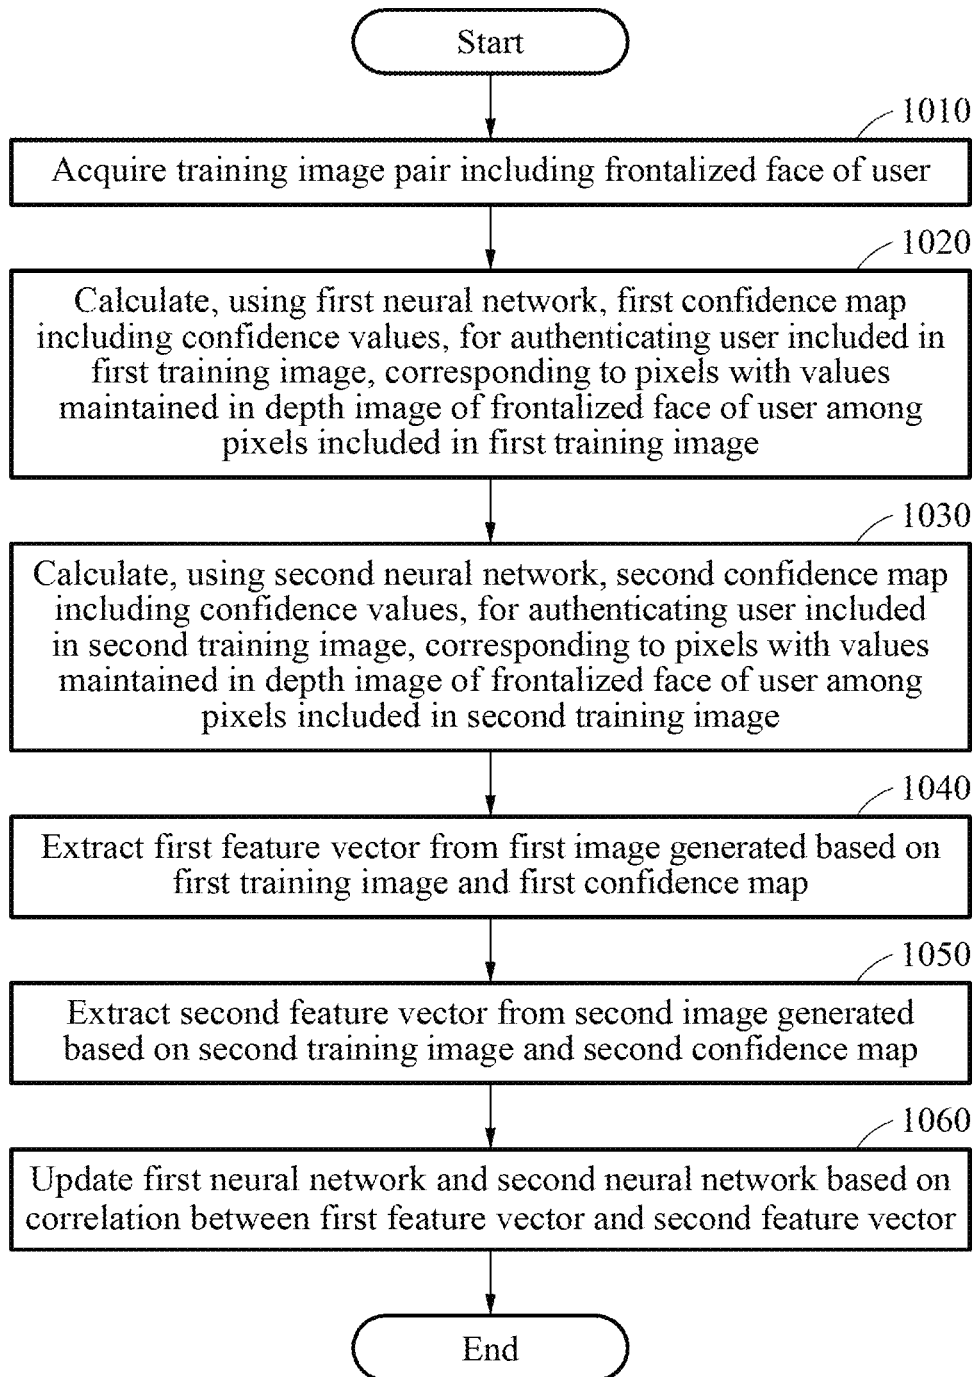 Start
1010
Acquire training image pair including frontalized face of user
1020
Calculate, using first neural network, first confidence map
including confidence values, for authenticating user included in
first training image, corresponding to pixels with values
maintained in depth image of frontalized face of user among
pixels included in first training image
1030
Calculate, using second neural network, second confidence map
including confidence values, for authenticating user included
in second training image, corresponding to pixels with values
maintained in depth image of frontalized face of user among
pixels included in second training image
1040
Extract first feature vector from first image generated based on
first training image and first confidence map
1050
Extract second feature vector from second image generated
based on second training image and second confidence map
1060
Update first neural network and second neural network based on
correlation between first feature vector and second feature vector
End